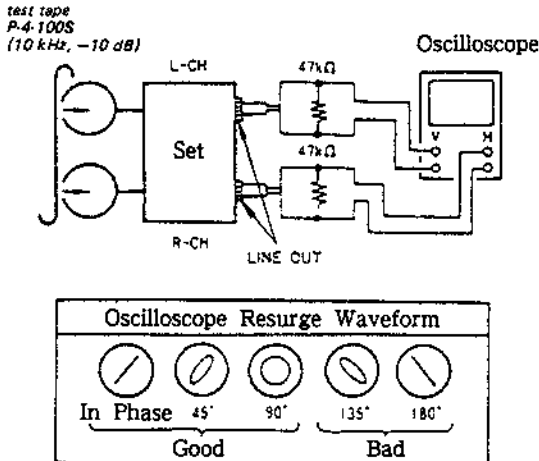 test tape
P-4-100S
(10 kHz, −10 dB)
Oscilloscope
L-CH
47kΩ
Set
V
H
47kΩ
R-CH
LINE OUT
Oscilloscope Resurge Waveform
In Phase 45° 90° 135° 180°
Good Bad